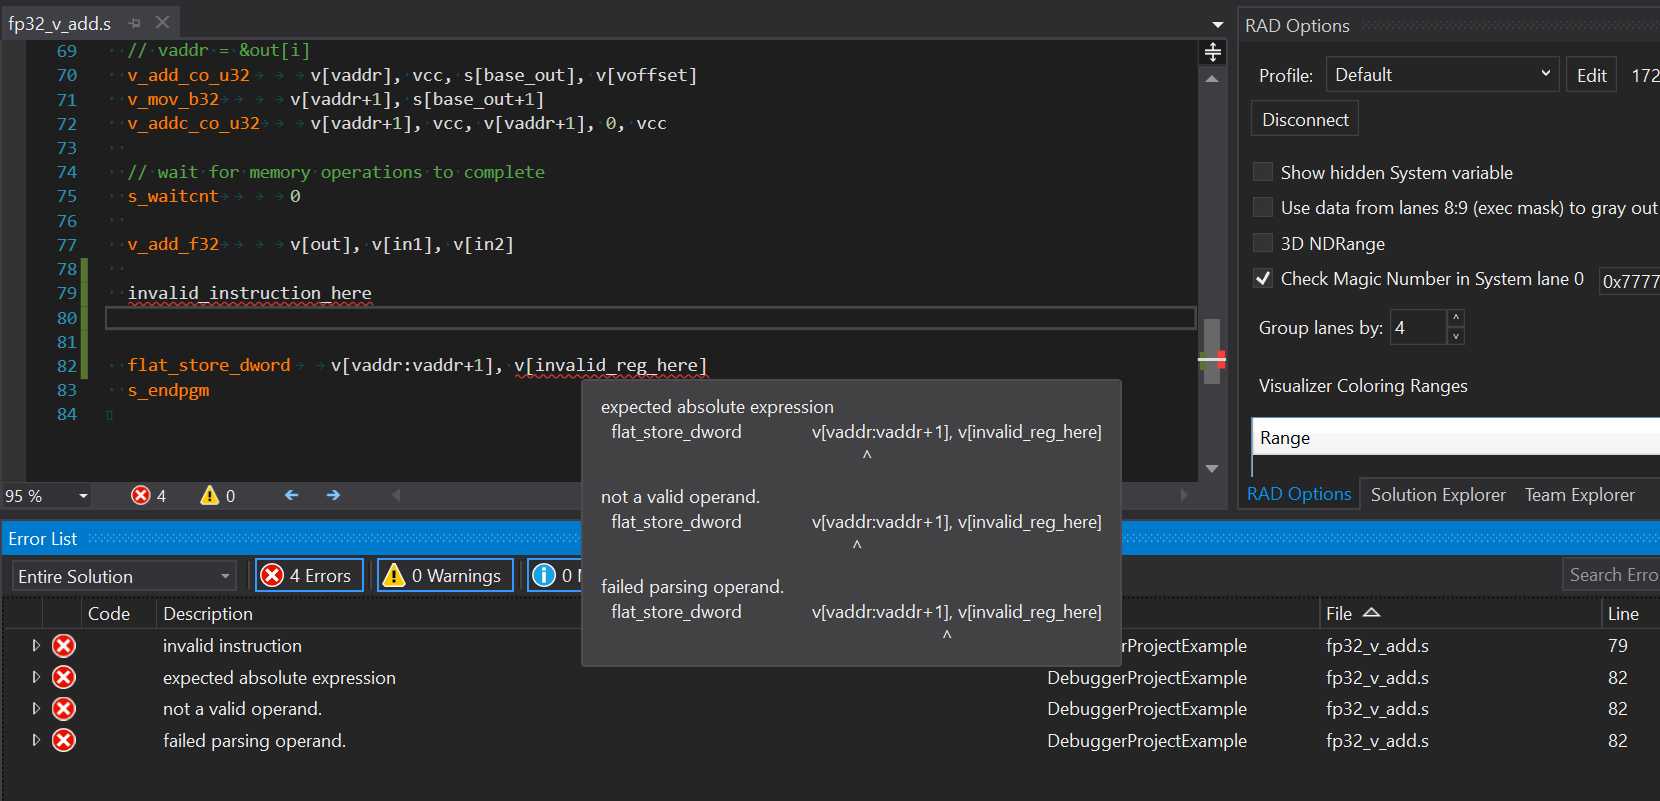 fp32_v_add.s
69 // vaddr = &out[i]
70 v_add_co_u32 v[vaddr], vcc, s[base_out], v[voffset]
71 v_mov_b32 v[vaddr+1], s[base_out+1]
72 v_addc_co_u32 v[vaddr+1], vcc, v[vaddr+1], 0, vcc
73
74 // wait for memory operations to complete
75 s_waitcnt 0
76
77 v_add_f32 v[out], v[in1], v[in2]
78
79 invalid_instruction_here
80
81
82 flat_store_dword v[vaddr:vaddr+1], v[invalid_reg_here]
83 s_endpgm
84
expected absolute expression
flat_store_dword v[vaddr:vaddr+1], v[invalid_reg_here]
^
not a valid operand.
flat_store_dword v[vaddr:vaddr+1], v[invalid_reg_here]
^
failed parsing operand.
flat_store_dword v[vaddr:vaddr+1], v[invalid_reg_here]
^
95 % 4 0
RAD Options
Profile: Default Edit 172
Disconnect
Show hidden System variable
Use data from lanes 8:9 (exec mask) to gray out
3D NDRange
Check Magic Number in System lane 0 0x7777
Group lanes by: 4
Visualizer Coloring Ranges
Range
RAD Options Solution Explorer Team Explorer
Error List
Entire Solution 4 Errors 0 Warnings 0
Search Erro
Code Description File Line
invalid instruction erProjectExample fp32_v_add.s 79
expected absolute expression DebuggerProjectExample fp32_v_add.s 82
not a valid operand. DebuggerProjectExample fp32_v_add.s 82
failed parsing operand. DebuggerProjectExample fp32_v_add.s 82